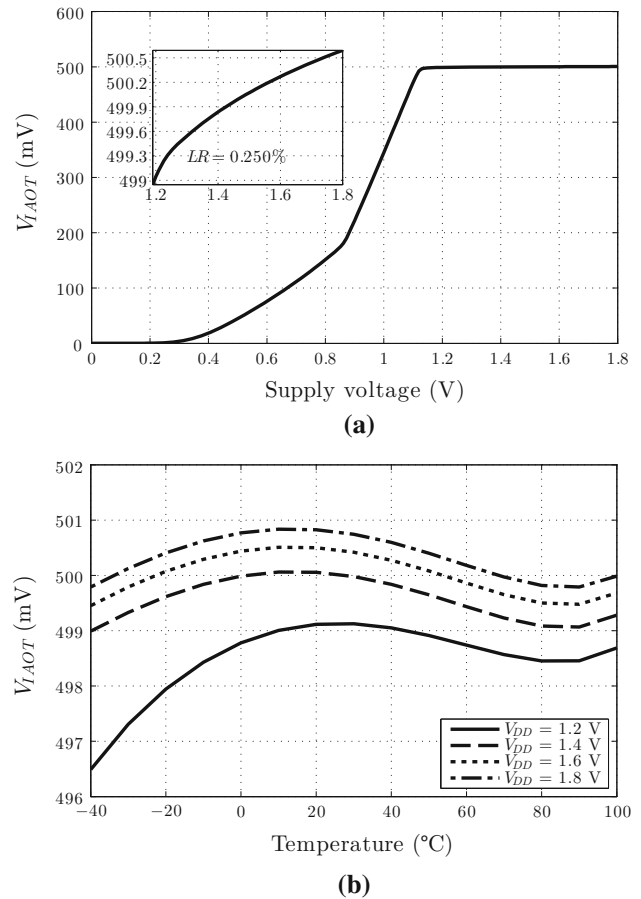 600
500
400
300
200
100
0
V_IAOT (mV)
500.5
500.2
499.9
499.6
499.3
499
LR = 0.250%
1.2 1.4 1.6 1.8
0 0.2 0.4 0.6 0.8 1 1.2 1.4 1.6 1.8
Supply voltage (V)
(a)
502
501
500
499
498
497
496
V_IAOT (mV)
V_DD = 1.2 V
V_DD = 1.4 V
V_DD = 1.6 V
V_DD = 1.8 V
−40 −20 0 20 40 60 80 100
Temperature (°C)
(b)